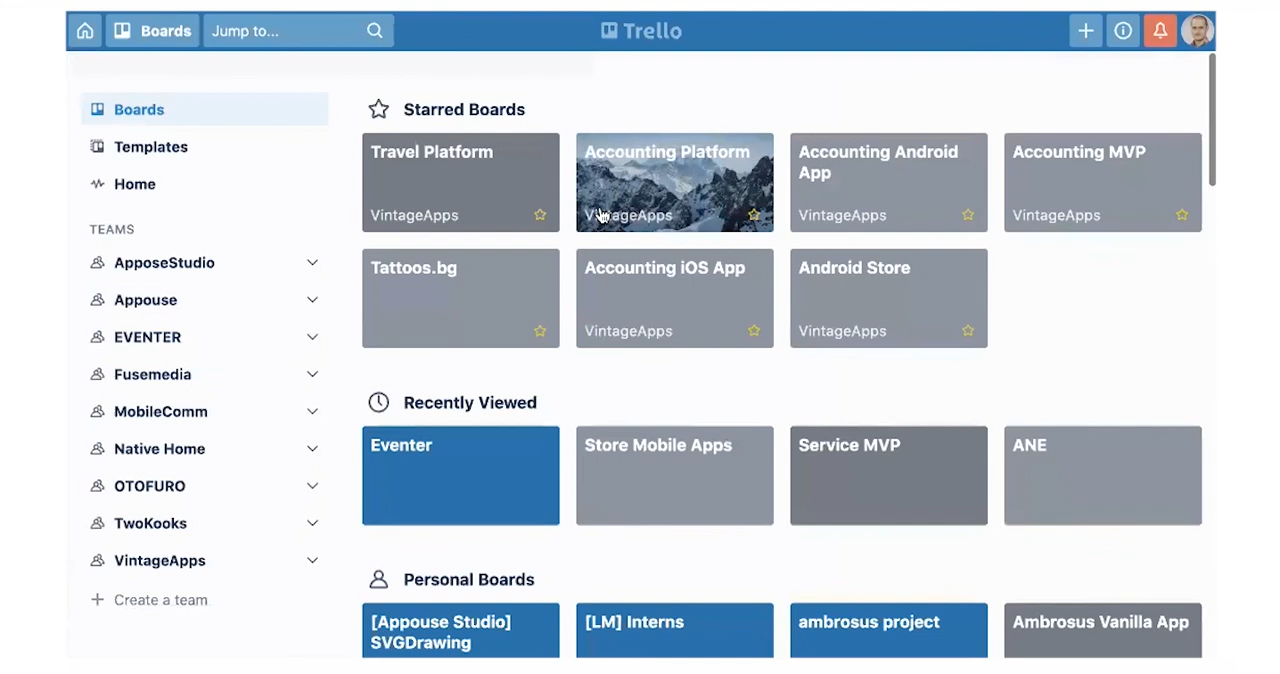 Boards
Jump to...
Trello
Boards
Templates
Home
TEAMS
ApposeStudio
Appouse
EVENTER
Fusemedia
MobileComm
Native Home
OTOFURO
TwoKooks
VintageApps
Create a team
Starred Boards
Travel Platform
VintageApps
Accounting Platform
VintageApps
Accounting Android
App
VintageApps
Accounting MVP
VintageApps
Tattoos.bg
Accounting iOS App
VintageApps
Android Store
VintageApps
Recently Viewed
Eventer
Store Mobile Apps
Service MVP
ANE
Personal Boards
[Appouse Studio]
SVGDrawing
[LM] Interns
ambrosus project
Ambrosus Vanilla App